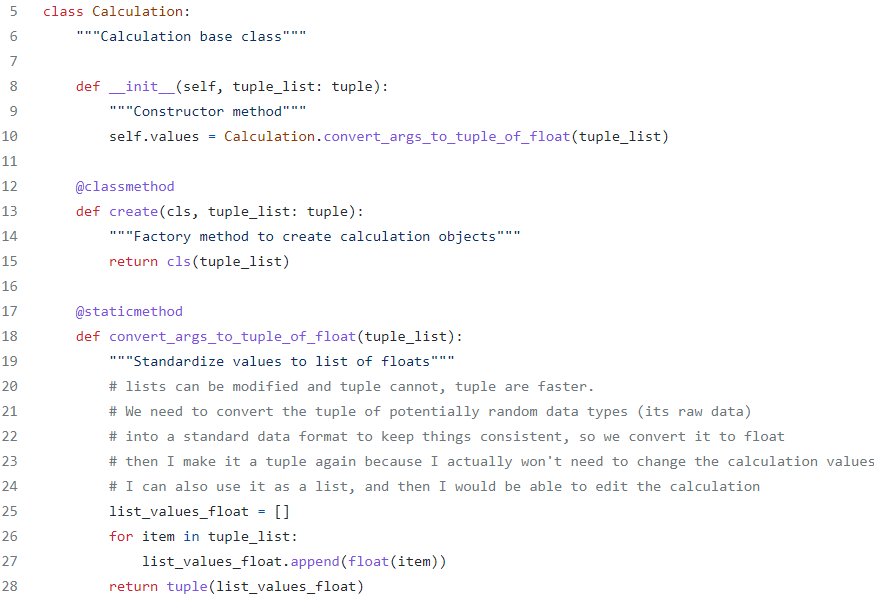 5 class Calculation:
6     """Calculation base class"""
7
8     def __init__(self, tuple_list: tuple):
9         """Constructor method"""
10         self.values = Calculation.convert_args_to_tuple_of_float(tuple_list)
11
12     @classmethod
13     def create(cls, tuple_list: tuple):
14         """Factory method to create calculation objects"""
15         return cls(tuple_list)
16
17     @staticmethod
18     def convert_args_to_tuple_of_float(tuple_list):
19         """Standardize values to list of floats"""
20         # lists can be modified and tuple cannot, tuple are faster.
21         # We need to convert the tuple of potentially random data types (its raw data)
22         # into a standard data format to keep things consistent, so we convert it to float
23         # then I make it a tuple again because I actually won't need to change the calculation values
24         # I can also use it as a list, and then I would be able to edit the calculation
25         list_values_float = []
26         for item in tuple_list:
27             list_values_float.append(float(item))
28         return tuple(list_values_float)